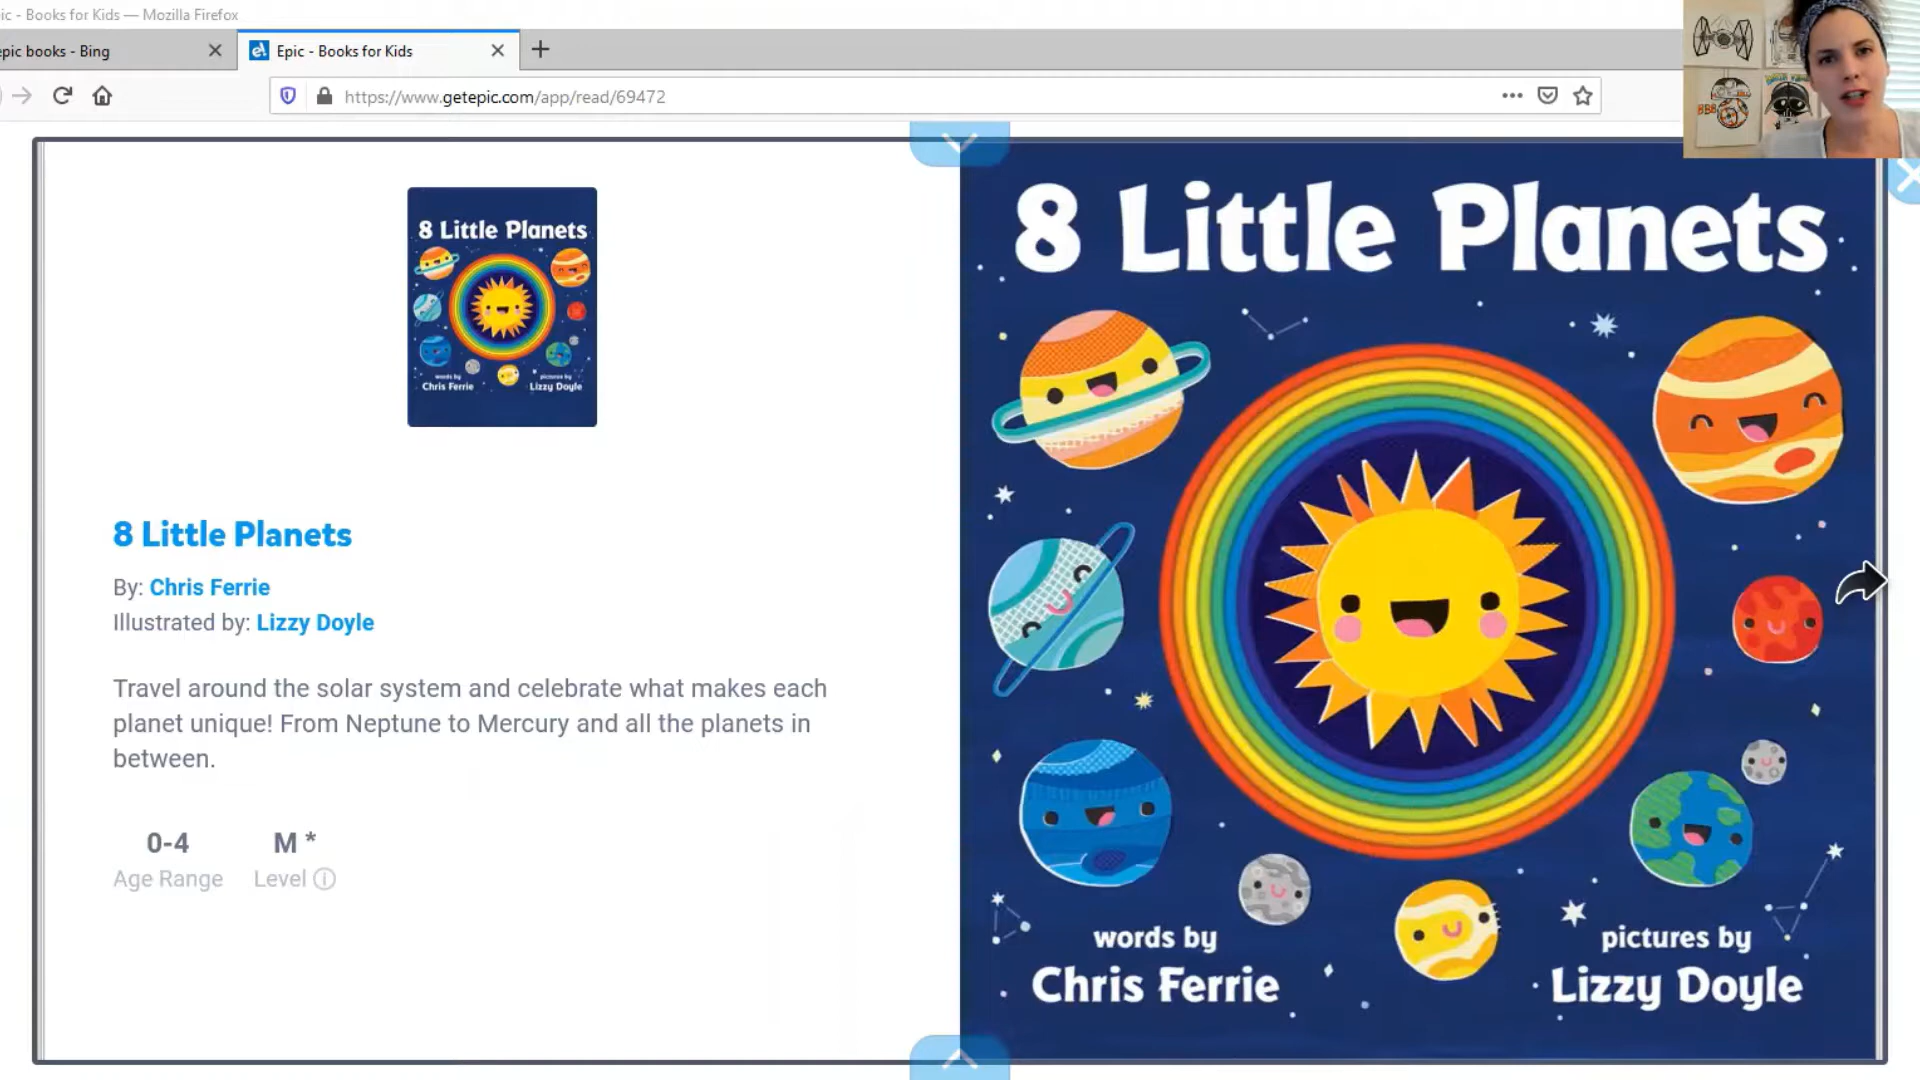 ic - Books for Kids — Mozilla Firefox
epic books - Bing
Epic - Books for Kids
https://www.getepic.com/app/read/69472
8 Little Planets
words by
pictures by
Chris Ferrie
Lizzy Doyle
8 Little Planets
By: Chris Ferrie
Illustrated by: Lizzy Doyle
Travel around the solar system and celebrate what makes each
planet unique! From Neptune to Mercury and all the planets in
between.
0-4
M *
Age Range
Level
8 Little Planets
words by
Chris Ferrie
pictures by
Lizzy Doyle